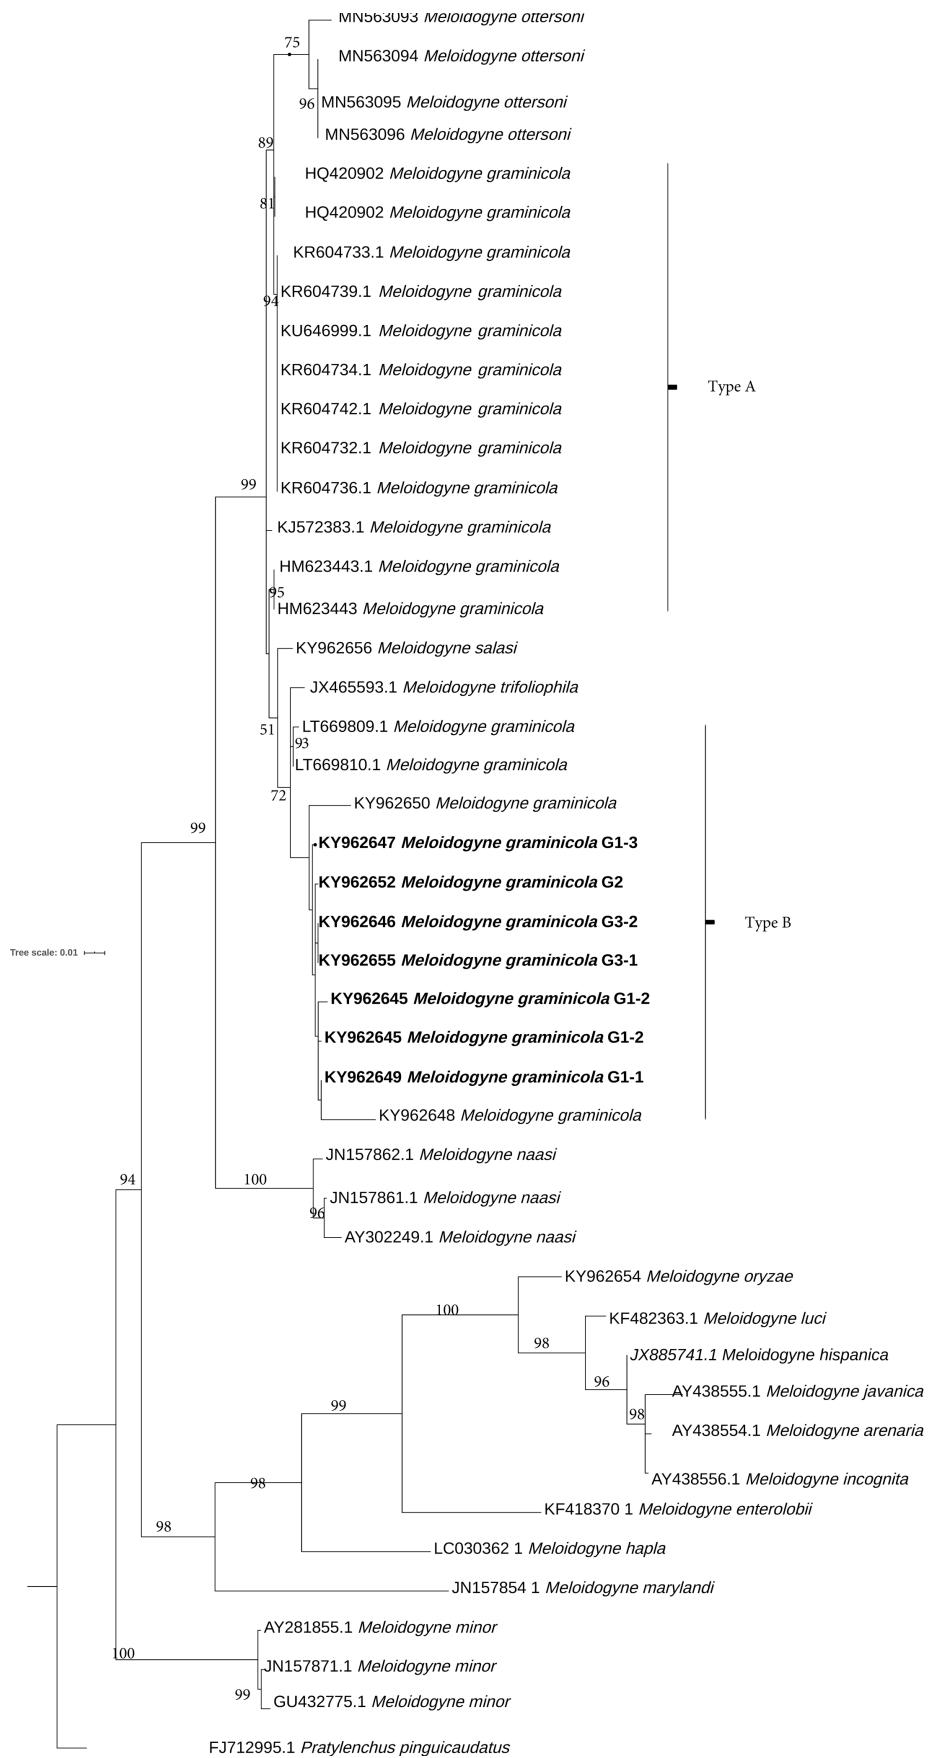 MN563093 Meloidogyne ottersoni
75
MN563094 Meloidogyne ottersoni
96
MN563095 Meloidogyne ottersoni
MN563096 Meloidogyne ottersoni
89
HQ420902 Meloidogyne graminicola
81
HQ420902 Meloidogyne graminicola
KR604733.1 Meloidogyne graminicola
94
KR604739.1 Meloidogyne graminicola
KU646999.1 Meloidogyne graminicola
KR604734.1 Meloidogyne graminicola
Type A
KR604742.1 Meloidogyne graminicola
KR604732.1 Meloidogyne graminicola
99
KR604736.1 Meloidogyne graminicola
KJ572383.1 Meloidogyne graminicola
HM623443.1 Meloidogyne graminicola
95
HM623443 Meloidogyne graminicola
KY962656 Meloidogyne salasi
JX465593.1 Meloidogyne trifoliophila
51
LT669809.1 Meloidogyne graminicola
93
LT669810.1 Meloidogyne graminicola
72
KY962650 Meloidogyne graminicola
99
KY962647 Meloidogyne graminicola G1-3
KY962652 Meloidogyne graminicola G2
KY962646 Meloidogyne graminicola G3-2
Type B
Tree scale: 0.01
KY962655 Meloidogyne graminicola G3-1
KY962645 Meloidogyne graminicola G1-2
KY962645 Meloidogyne graminicola G1-2
KY962649 Meloidogyne graminicola G1-1
KY962648 Meloidogyne graminicola
JN157862.1 Meloidogyne naasi
94
100
JN157861.1 Meloidogyne naasi
96
AY302249.1 Meloidogyne naasi
KY962654 Meloidogyne oryzae
100
KF482363.1 Meloidogyne luci
98
JX885741.1 Meloidogyne hispanica
96
AY438555.1 Meloidogyne javanica
99
98
AY438554.1 Meloidogyne arenaria
98
AY438556.1 Meloidogyne incognita
KF418370 1 Meloidogyne enterolobii
98
LC030362 1 Meloidogyne hapla
JN157854 1 Meloidogyne marylandi
AY281855.1 Meloidogyne minor
100
JN157871.1 Meloidogyne minor
99
GU432775.1 Meloidogyne minor
FJ712995.1 Pratylenchus pinguicaudatus